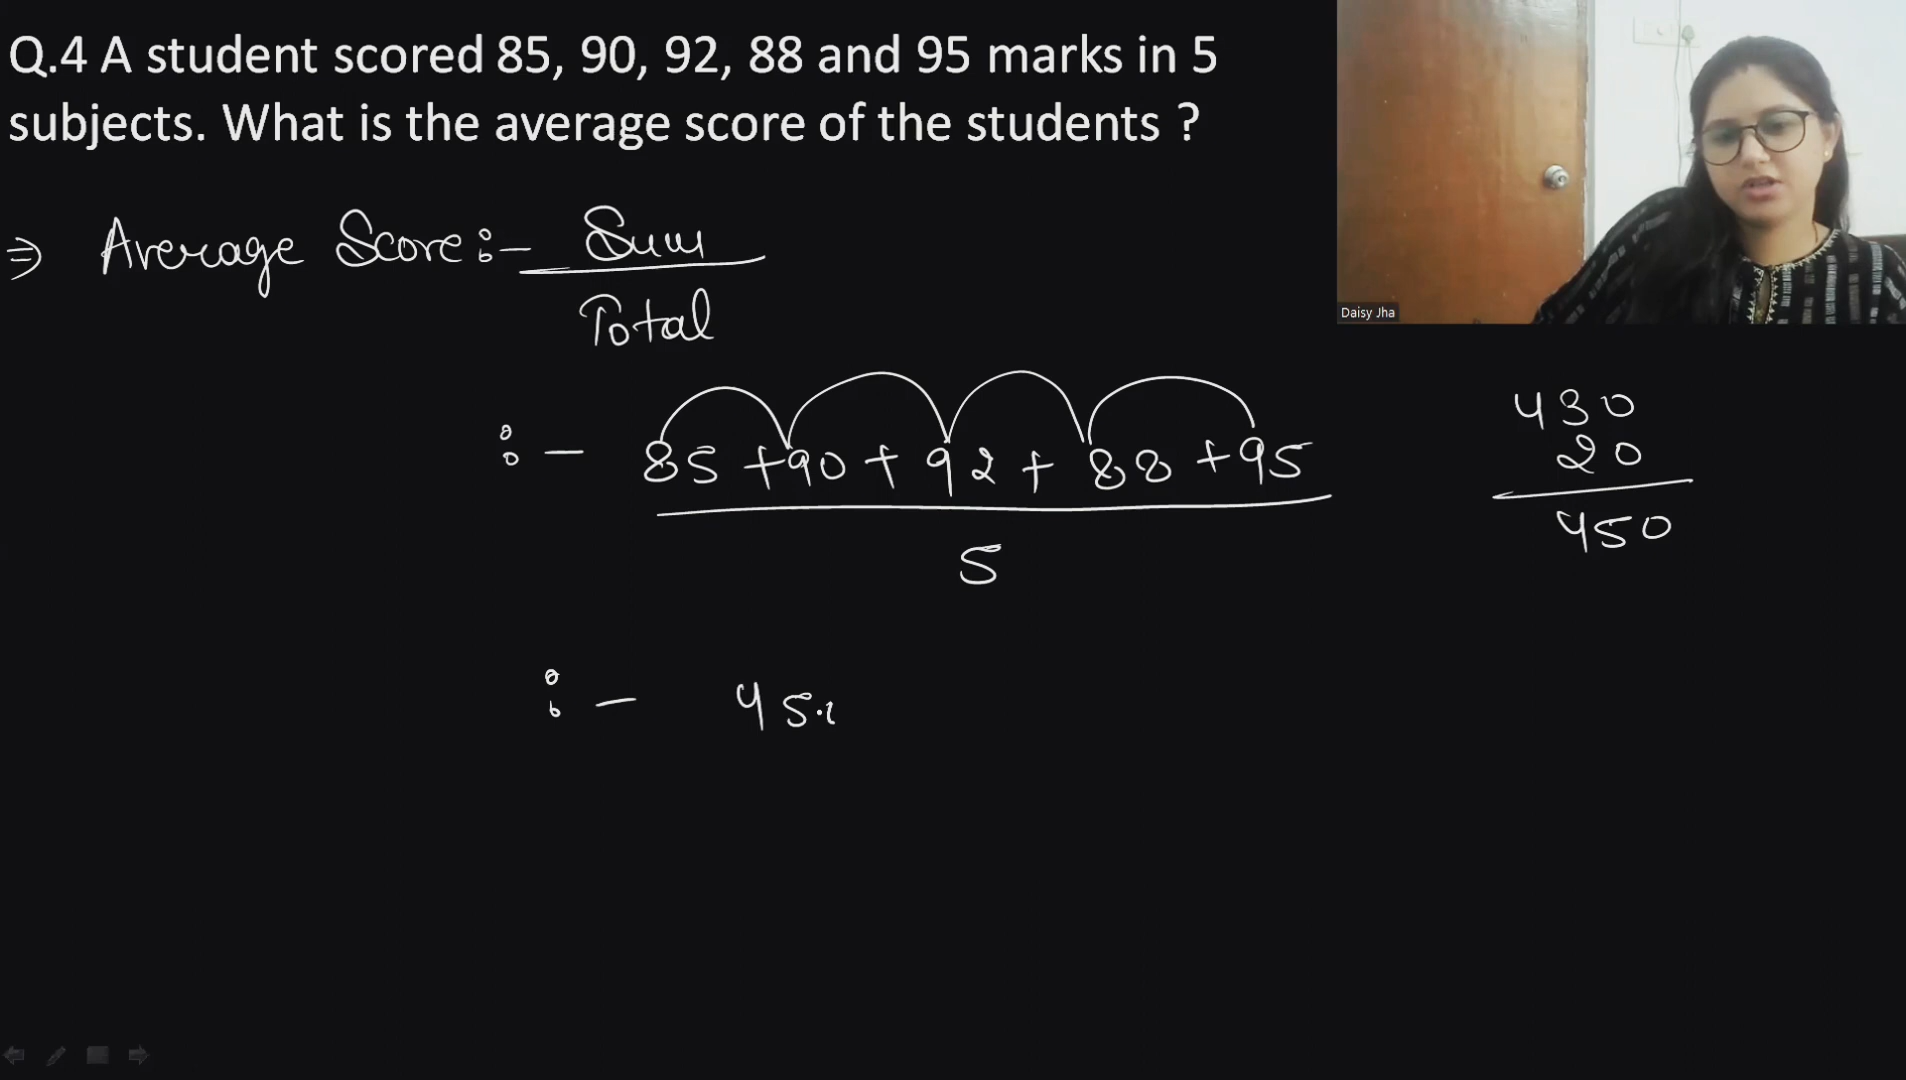 Q.4 A student scored 85, 90, 92, 88 and 95 marks in 5
subjects. What is the average score of the students ?
⇒ Average Score :- Sum
Total
Daisy Jha
:- 85 + 90 + 92 + 88 + 95
5
430
20
450
:- 45